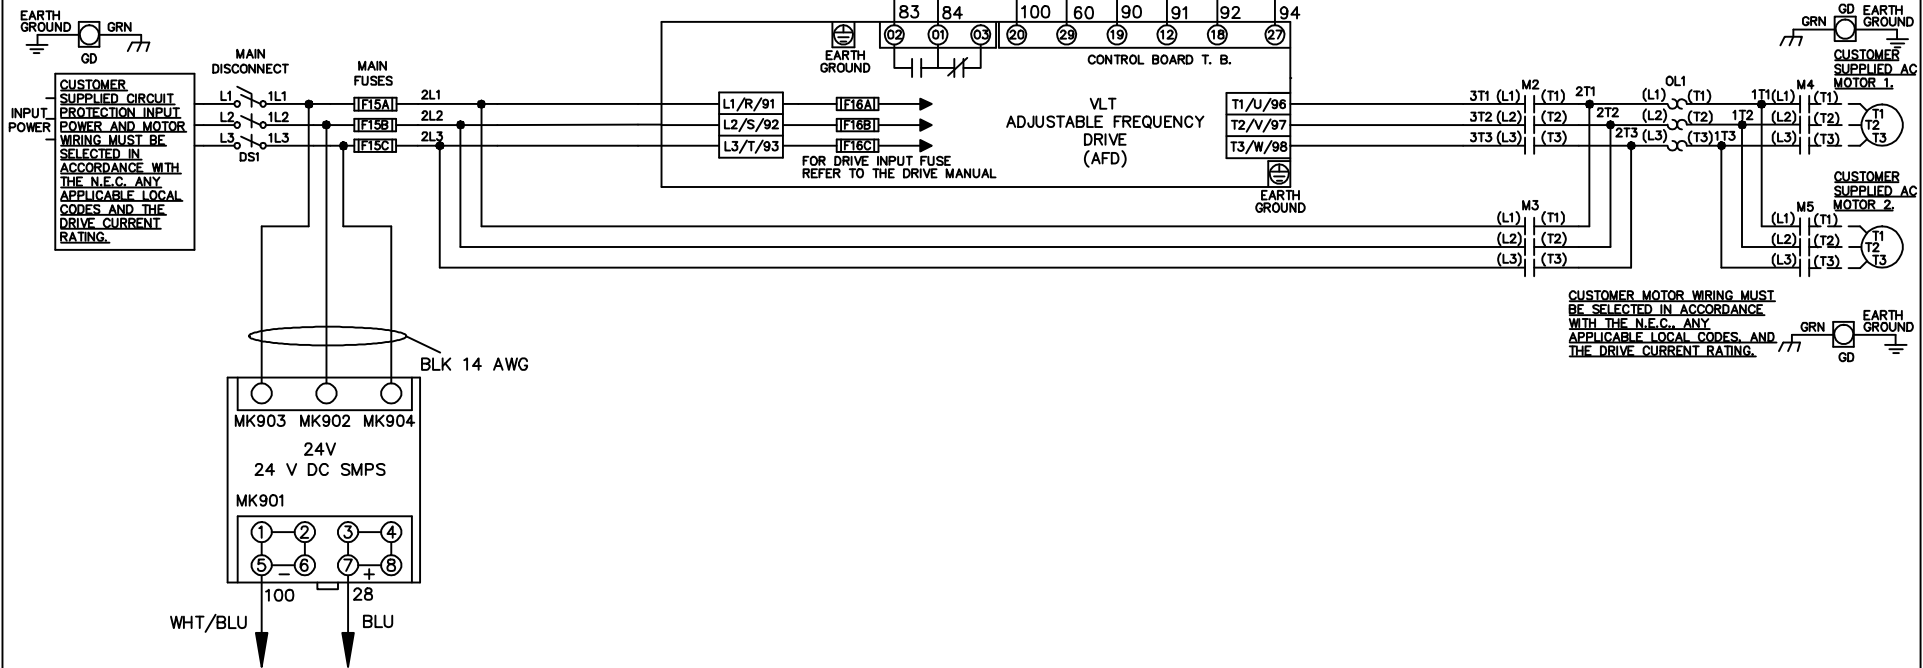 83 84 100 60 90 91 92 94
EARTH
GROUND
GRN
GD
02 01 03 20 29 19 12 18 27
EARTH
GROUND
CONTROL BOARD T. B.
GD
EARTH
GROUND
GRN
INPUT
POWER
CUSTOMER
SUPPLIED CIRCUIT
PROTECTION INPUT
POWER AND MOTOR
WIRING MUST BE
SELECTED IN
ACCORDANCE WITH
THE N.E.C. ANY
APPLICABLE LOCAL
CODES AND THE
DRIVE CURRENT
RATING.
MAIN
DISCONNECT
L1 1L1
L2 1L2
L3 1L3
DS1
MAIN
FUSES
F15A
F15B
F15C
2L1
2L2
2L3
L1/R/91
L2/S/92
L3/T/93
F16A
F16B
F16C
FOR DRIVE INPUT FUSE
REFER TO THE DRIVE MANUAL
VLT
ADJUSTABLE FREQUENCY
DRIVE
(AFD)
T1/U/96
T2/V/97
T3/W/98
EARTH
GROUND
M2
3T1 (L1) (T1) 2T1
3T2 (L2) (T2) 2T2
3T3 (L3) (T3) 2T3
OL1
(L1) (T1) 1T1
(L2) (T2) 1T2
(L3) (T3) 1T3
M4
(L1) (T1)
(L2) (T2)
(L3) (T3)
CUSTOMER
SUPPLIED AC
MOTOR 1.
T1
T2
T3
M3
(L1) (T1)
(L2) (T2)
(L3) (T3)
M5
(L1) (T1)
(L2) (T2)
(L3) (T3)
CUSTOMER
SUPPLIED AC
MOTOR 2.
T1
T2
T3
CUSTOMER MOTOR WIRING MUST
BE SELECTED IN ACCORDANCE
WITH THE N.E.C., ANY
APPLICABLE LOCAL CODES, AND
THE DRIVE CURRENT RATING.
GRN
EARTH
GROUND
GD
BLK 14 AWG
MK903 MK902 MK904
24V
24 V DC SMPS
MK901
1 2 3 4
5 6 7 8
− +
100 28
WHT/BLU BLU